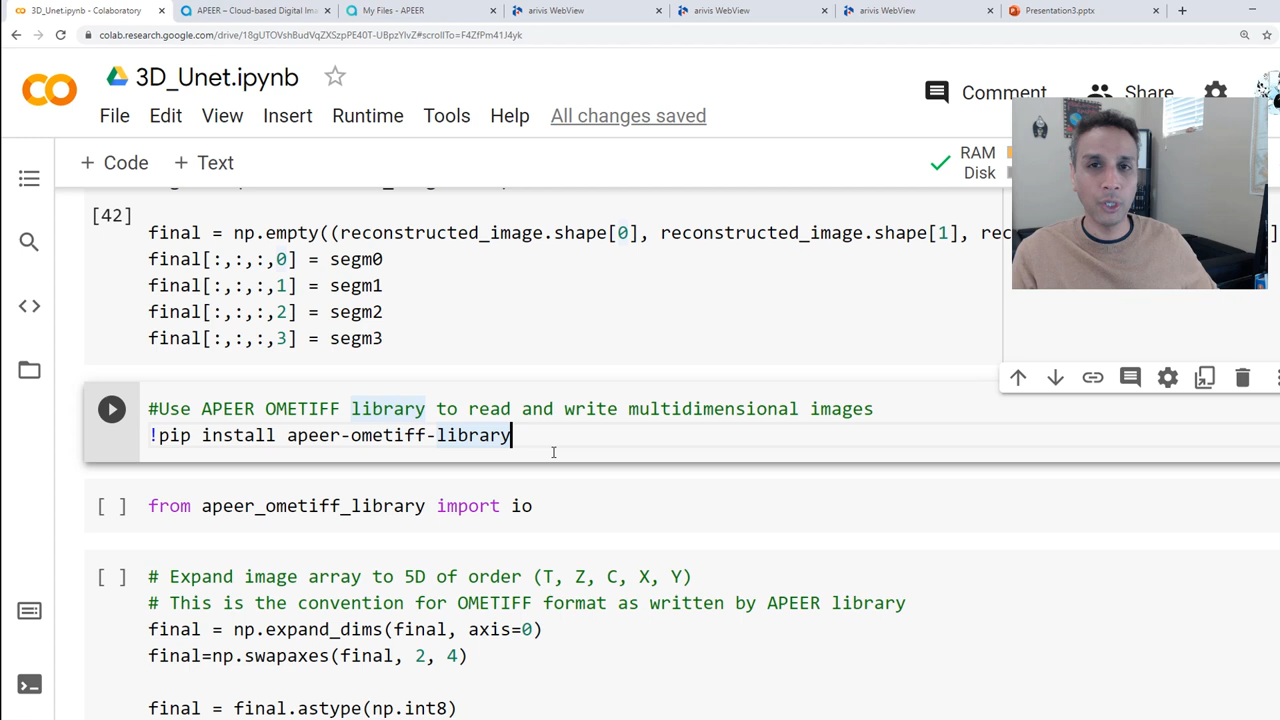 3D_Unet.ipynb - Colaboratory
APEER – Cloud-based Digital Ima
My Files - APEER
arivis WebView
arivis WebView
arivis WebView
Presentation3.pptx
colab.research.google.com/drive/18gUTOVshBudVqZXSzpPE40T-UBpzYlvZ#scrollTo=F4ZfPm41J4yk
3D_Unet.ipynb
Comment
Share
File Edit View Insert Runtime Tools Help All changes saved
+ Code + Text
RAM
Disk
[42]
final = np.empty((reconstructed_image.shape[0], reconstructed_image.shape[1], rec
final[:,:,:,0] = segm0
final[:,:,:,1] = segm1
final[:,:,:,2] = segm2
final[:,:,:,3] = segm3
#Use APEER OMETIFF library to read and write multidimensional images
!pip install apeer-ometiff-library
[ ] from apeer_ometiff_library import io
[ ] # Expand image array to 5D of order (T, Z, C, X, Y)
# This is the convention for OMETIFF format as written by APEER library
final = np.expand_dims(final, axis=0)
final=np.swapaxes(final, 2, 4)
final = final.astype(np.int8)